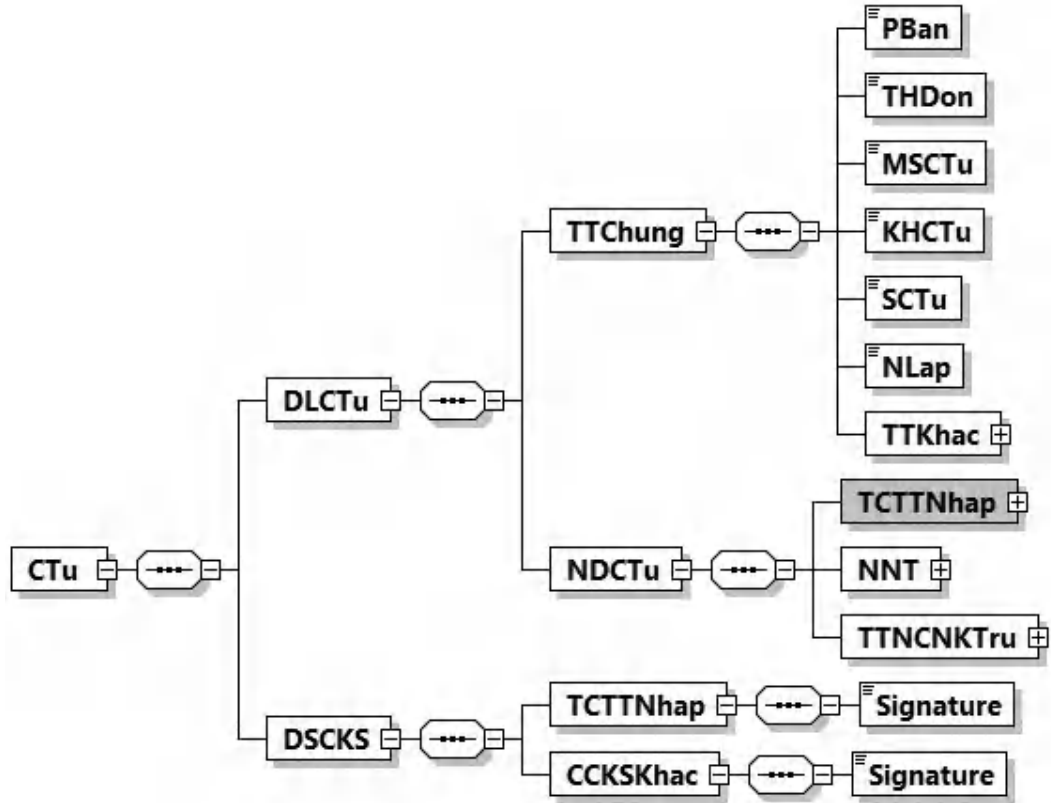 PBan
THDon
MSCTu
TTChung
KHCTu
SCTu
NLap
DLCTu
TTKhac
TCTTNhap
CTu
NDCTu
NNT
TTNCNKTru
TCTTNhap
Signature
DSCKS
CCKSKhac
Signature